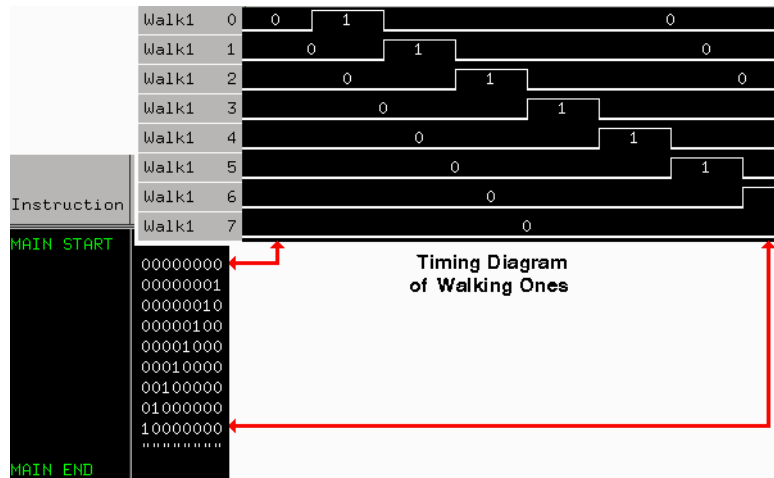 Walk1 0 0 0 1 0
Walk1 1 0 1 0
Walk1 2 0 1 0
Walk1 3 0 1
Walk1 4 0 1
Walk1 5 0 1
Walk1 6 0
Walk1 7 0
Instruction
MAIN START
00000000
00000001
00000010
00000100
00001000
00010000
00100000
01000000
10000000
""""""""
MAIN END
Timing Diagram
of Walking Ones